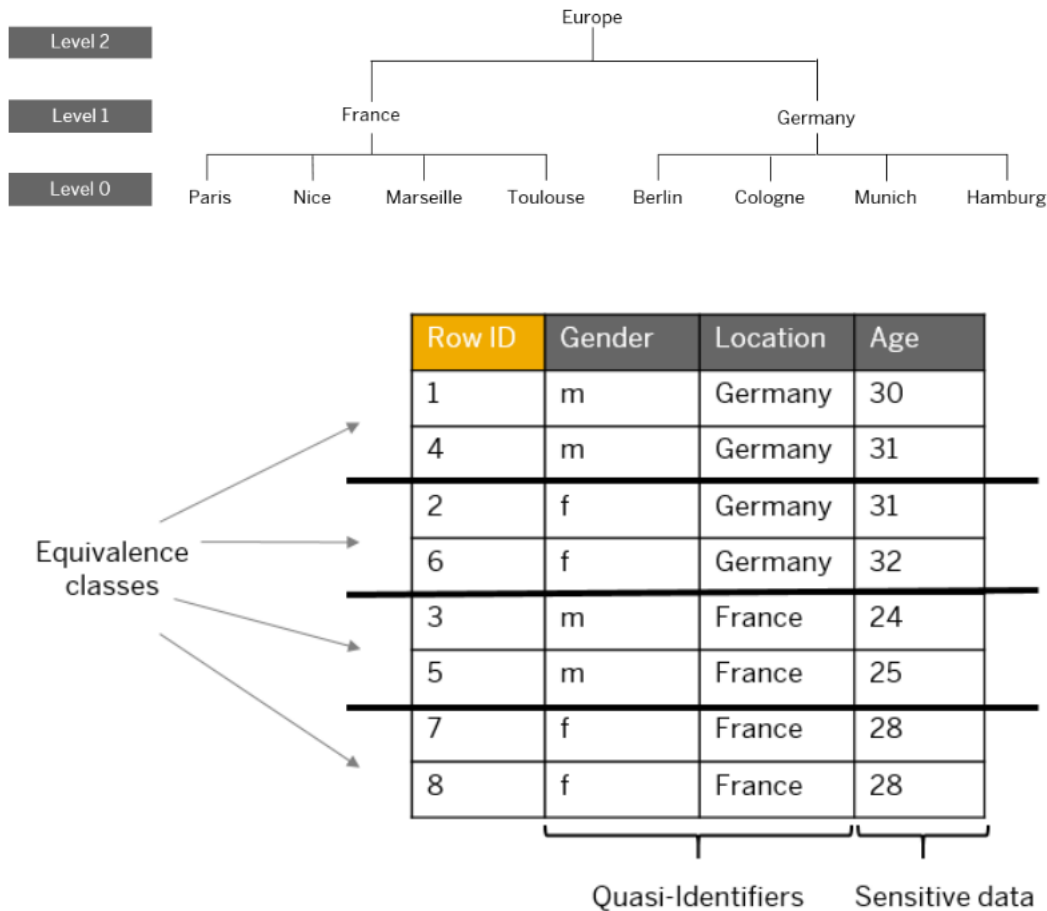 Europe
Level 2
Level 1
France
Germany
Level 0
Paris Nice Marseille Toulouse Berlin Cologne Munich Hamburg
Row ID Gender Location Age
1 m Germany 30
4 m Germany 31
2 f Germany 31
6 f Germany 32
3 m France 24
5 m France 25
7 f France 28
8 f France 28
Equivalence
classes
Quasi-Identifiers
Sensitive data